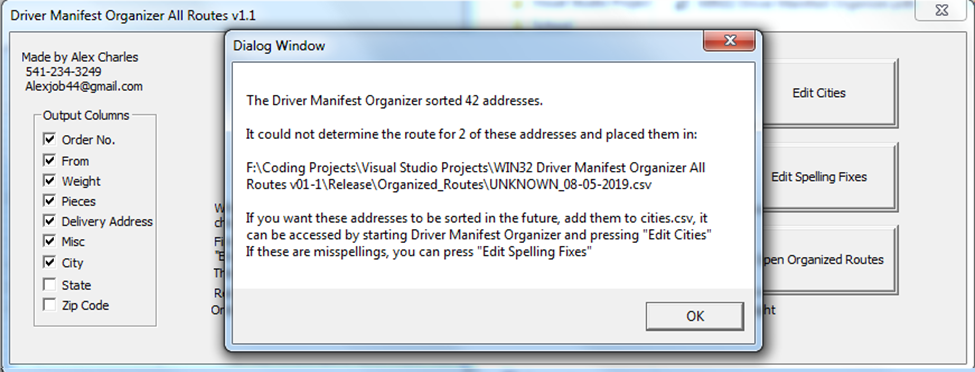 Driver Manifest Organizer All Routes v1.1
Made by Alex Charles
541-234-3249
Alexjob44@gmail.com
Output Columns
Order No.
From
Weight
Pieces
Delivery Address
Misc
City
State
Zip Code
Dialog Window
The Driver Manifest Organizer sorted 42 addresses.
It could not determine the route for 2 of these addresses and placed them in:
F:\Coding Projects\Visual Studio Projects\WIN32 Driver Manifest Organizer All
Routes v01-1\Release\Organized_Routes\UNKNOWN_08-05-2019.csv
If you want these addresses to be sorted in the future, add them to cities.csv, it
can be accessed by starting Driver Manifest Organizer and pressing "Edit Cities"
If these are misspellings, you can press "Edit Spelling Fixes"
OK
Edit Cities
Edit Spelling Fixes
pen Organized Routes